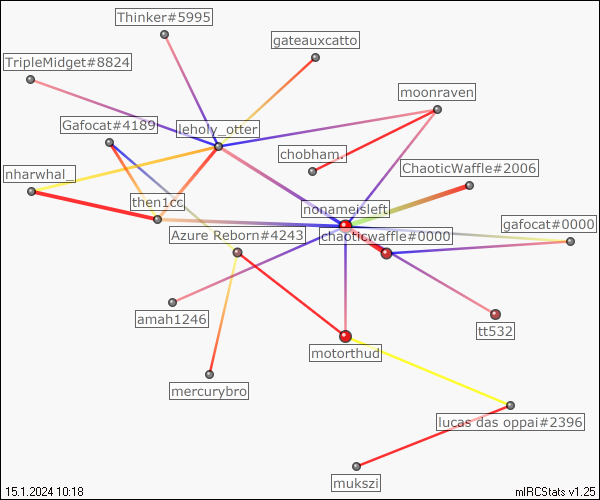 Thinker#5995
gateauxcatto
TripleMidget#8824
moonraven
Gafocat#4189
leholy_otter
chobham.
ChaoticWaffle#2006
nharwhal_
then1cc
nonameisleft
gafocat#0000
Azure Reborn#4243
chaoticwaffle#0000
amah1246
tt532
motorthud
mercurybro
lucas das oppai#2396
mukszi
15.1.2024 10:18
mIRCStats v1.25